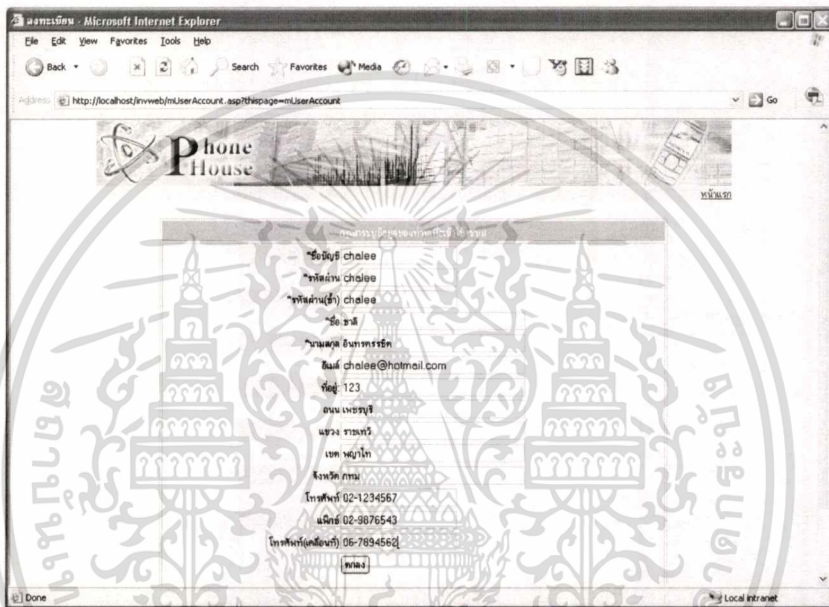 ลงทะเบียน - Microsoft Internet Explorer
File Edit View Favorites Tools Help
Back Search Favorites Media
Address http://localhost/invweb/mUserAccount.asp?thispage=mUserAccount Go
Phone House
หน้าแรก
*ชื่อบัญชี chalee
*รหัสผ่าน chalee
*รหัสผ่าน(ซ้ำ) chalee
*ชื่อ ชาลี
*นามสกุล อินทรครรชิต
อีเมล์ chalee@hotmail.com
ที่อยู่ 123
ถนน เพชรบุรี
แขวง ราชเทวี
เขต พญาไท
จังหวัด กทม
โทรศัพท์ 02-1234567
แฟ็กซ์ 02-9876543
โทรศัพท์(เคลื่อนที่) 06-7894562
ตกลง
Done Local intranet